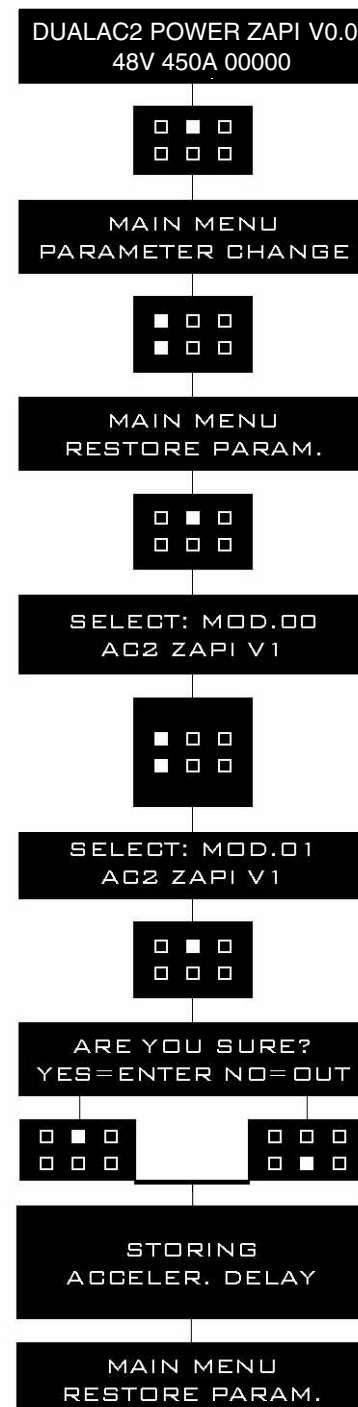 DUALAC2 POWER ZAPI V0.0
48V 450A 00000
MAIN MENU
PARAMETER CHANGE
MAIN MENU
RESTORE PARAM.
SELECT: MOD.00
AC2 ZAPI V1
SELECT: MOD.01
AC2 ZAPI V1
ARE YOU SURE?
YES=ENTER NO=OUT
STORING
ACCELER. DELAY
MAIN MENU
RESTORE PARAM.